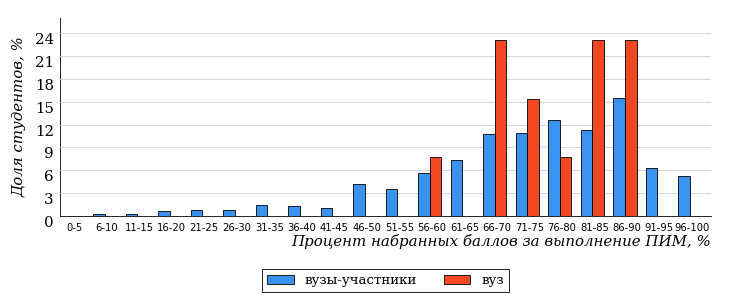 Доля студентов, %
24
21
18
15
12
9
6
3
0
0-5 6-10 11-15 16-20 21-25 26-30 31-35 36-40 41-45 46-50 51-55 56-60 61-65 66-70 71-75 76-80 81-85 86-90 91-95 96-100
Процент набранных баллов за выполнение ПИМ, %
вузы-участники вуз